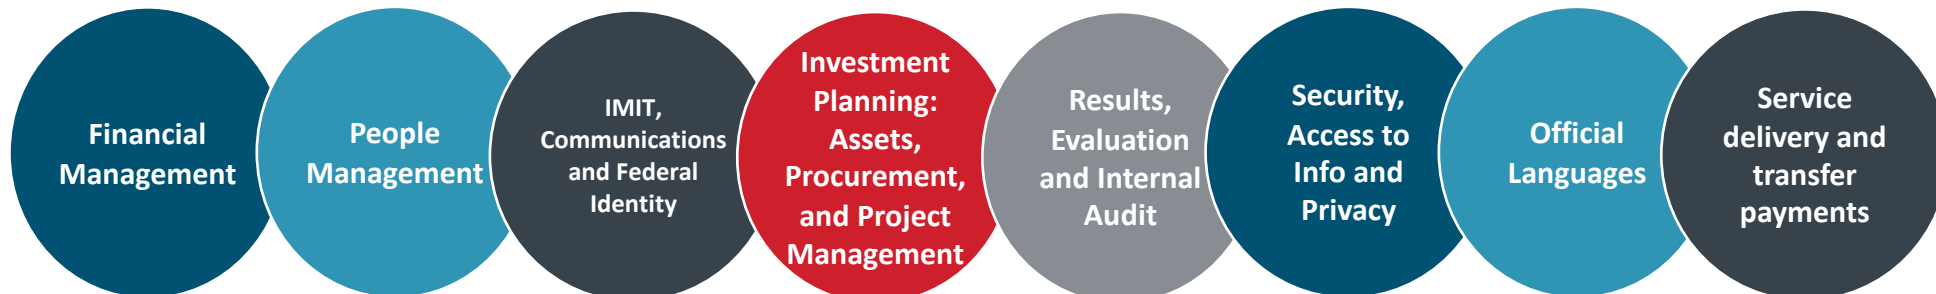 Financial
Management
People
Management
IMIT,
Communications
and Federal
Identity
Investment
Planning:
Assets,
Procurement,
and Project
Management
Results,
Evaluation
and Internal
Audit
Security,
Access to
Info and
Privacy
Official
Languages
Service
delivery and
transfer
payments